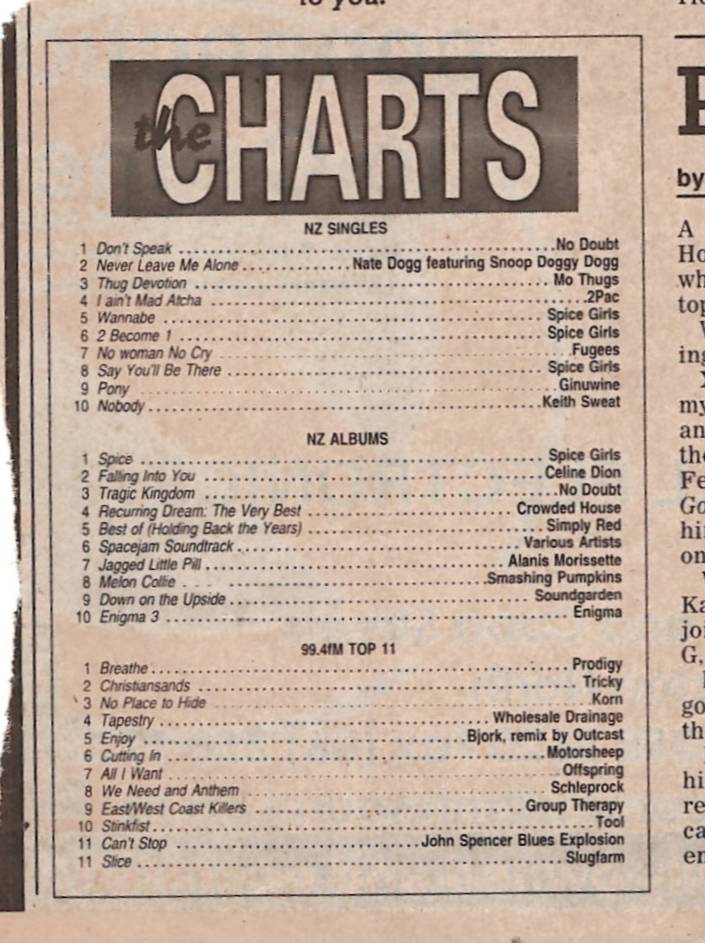 to you.
the CHARTS
NZ SINGLES
1 Don't Speak ........ No Doubt
2 Never Leave Me Alone ........ Nate Dogg featuring Snoop Doggy Dogg
3 Thug Devotion ........ Mo Thugs
4 I ain't Mad Atcha ........ 2Pac
5 Wannabe ........ Spice Girls
6 2 Become 1 ........ Spice Girls
7 No woman No Cry ........ Fugees
8 Say You'll Be There ........ Spice Girls
9 Pony ........ Ginuwine
10 Nobody ........ Keith Sweat
NZ ALBUMS
1 Spice ........ Spice Girls
2 Falling Into You ........ Celine Dion
3 Tragic Kingdom ........ No Doubt
4 Recurring Dream: The Very Best ........ Crowded House
5 Best of (Holding Back the Years) ........ Simply Red
6 Spacejam Soundtrack ........ Various Artists
7 Jagged Little Pill ........ Alanis Morissette
8 Melon Collie ........ Smashing Pumpkins
9 Down on the Upside ........ Soundgarden
10 Enigma 3 ........ Enigma
99.4fM TOP 11
1 Breathe ........ Prodigy
2 Christiansands ........ Tricky
3 No Place to Hide ........ Korn
4 Tapestry ........ Wholesale Drainage
5 Enjoy ........ Bjork, remix by Outcast
6 Cutting In ........ Motorsheep
7 All I Want ........ Offspring
8 We Need and Anthem ........ Schleprock
9 East/West Coast Killers ........ Group Therapy
10 Stinkfist ........ Tool
11 Can't Stop ........ John Spencer Blues Explosion
11 Slice ........ Slugfarm
by
A
Ho
wh
top
ing
my
an
the
Fe
Go
hin
on
Ka
joi
G,
go
th
hi
re
ca
en